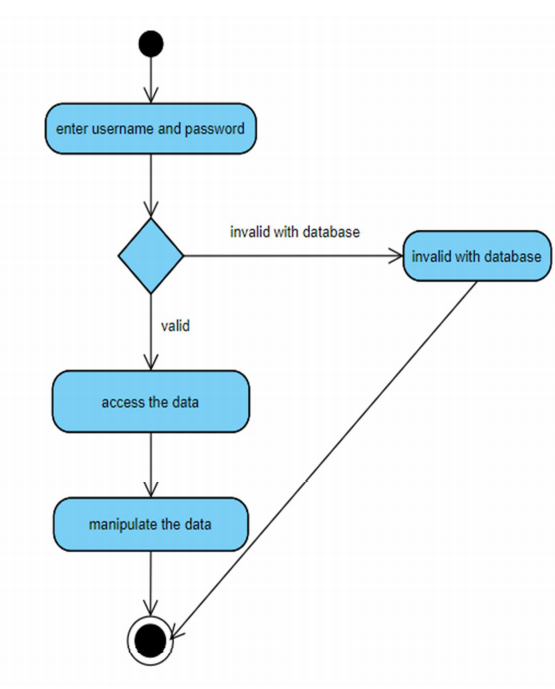 enter username and password
invalid with database
invalid with database
valid
access the data
manipulate the data